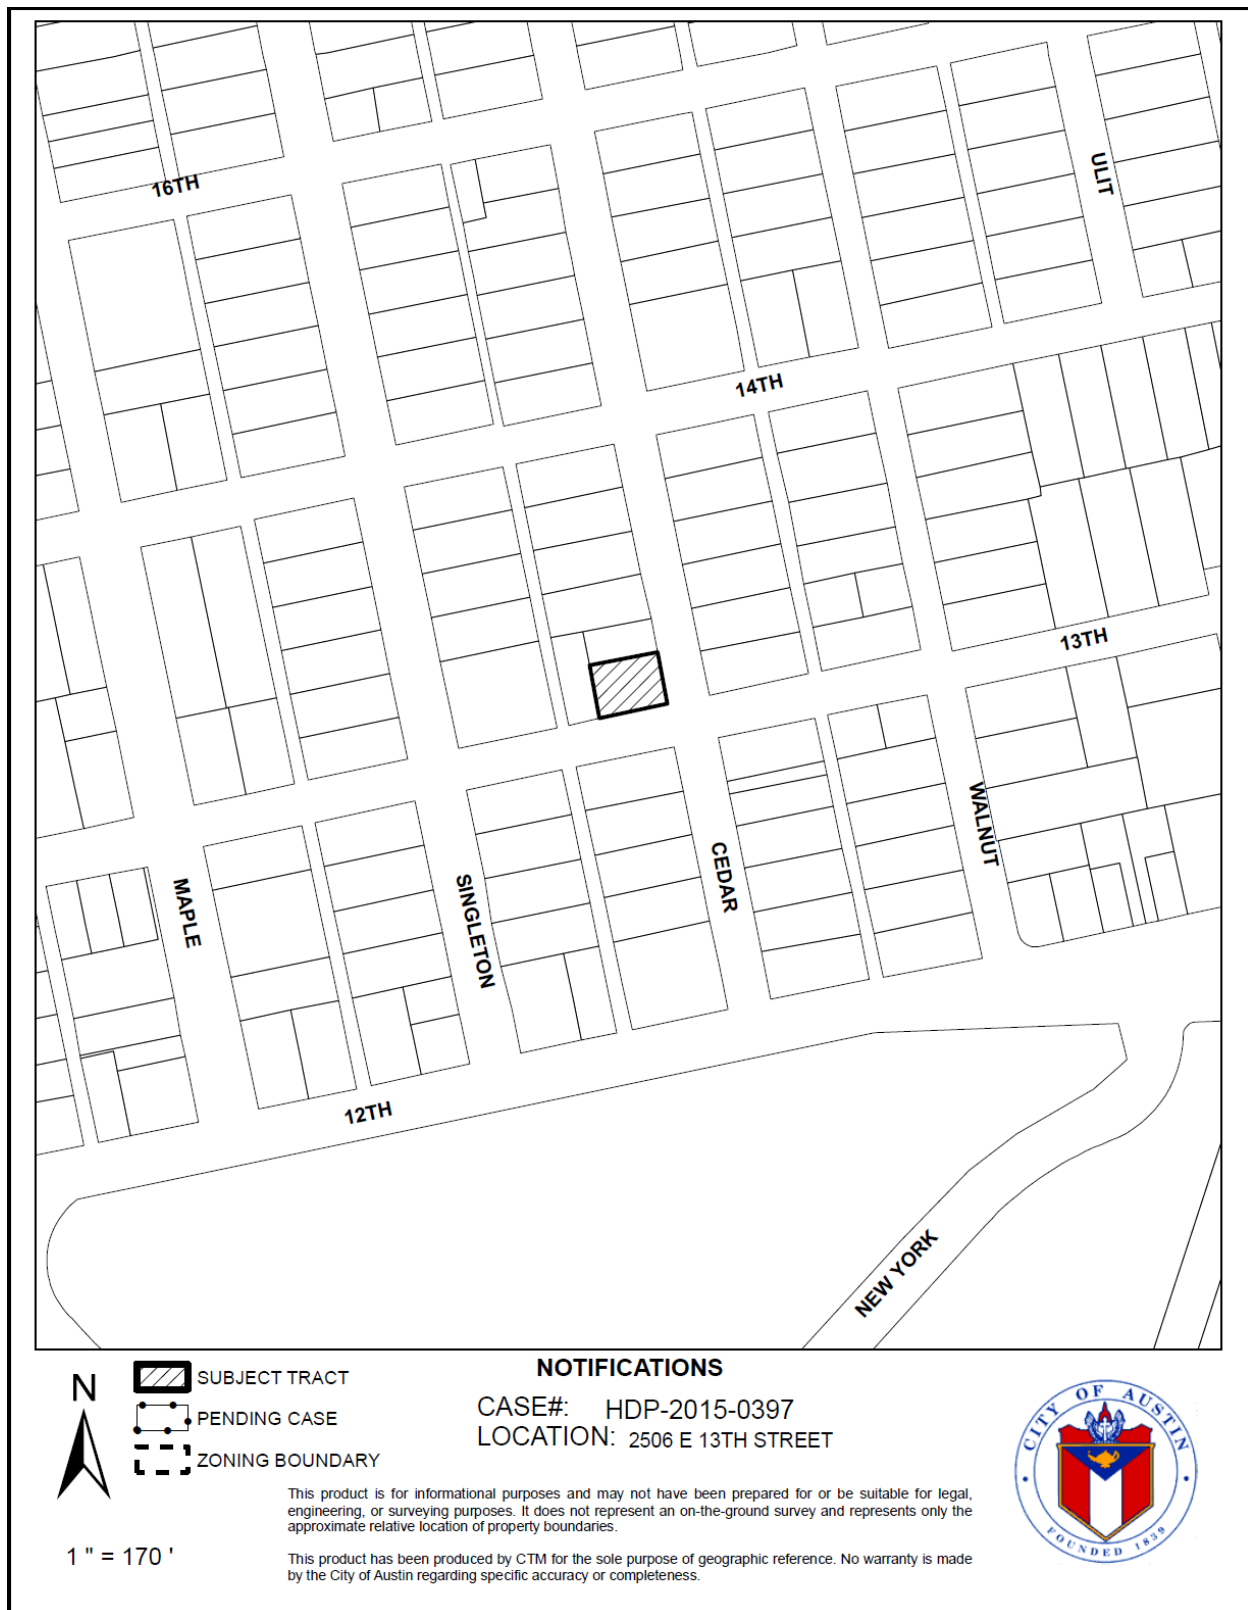 16TH
ULIT
14TH
13TH
WALNUT
CEDAR
SINGLETON
MAPLE
12TH
NEW YORK
N
1 " = 170 '
SUBJECT TRACT
PENDING CASE
ZONING BOUNDARY
NOTIFICATIONS
CASE#: HDP-2015-0397
LOCATION: 2506 E 13TH STREET
This product is for informational purposes and may not have been prepared for or be suitable for legal,
engineering, or surveying purposes. It does not represent an on-the-ground survey and represents only the
approximate relative location of property boundaries.
This product has been produced by CTM for the sole purpose of geographic reference. No warranty is made
by the City of Austin regarding specific accuracy or completeness.
CITY OF AUSTIN
FOUNDED 1839